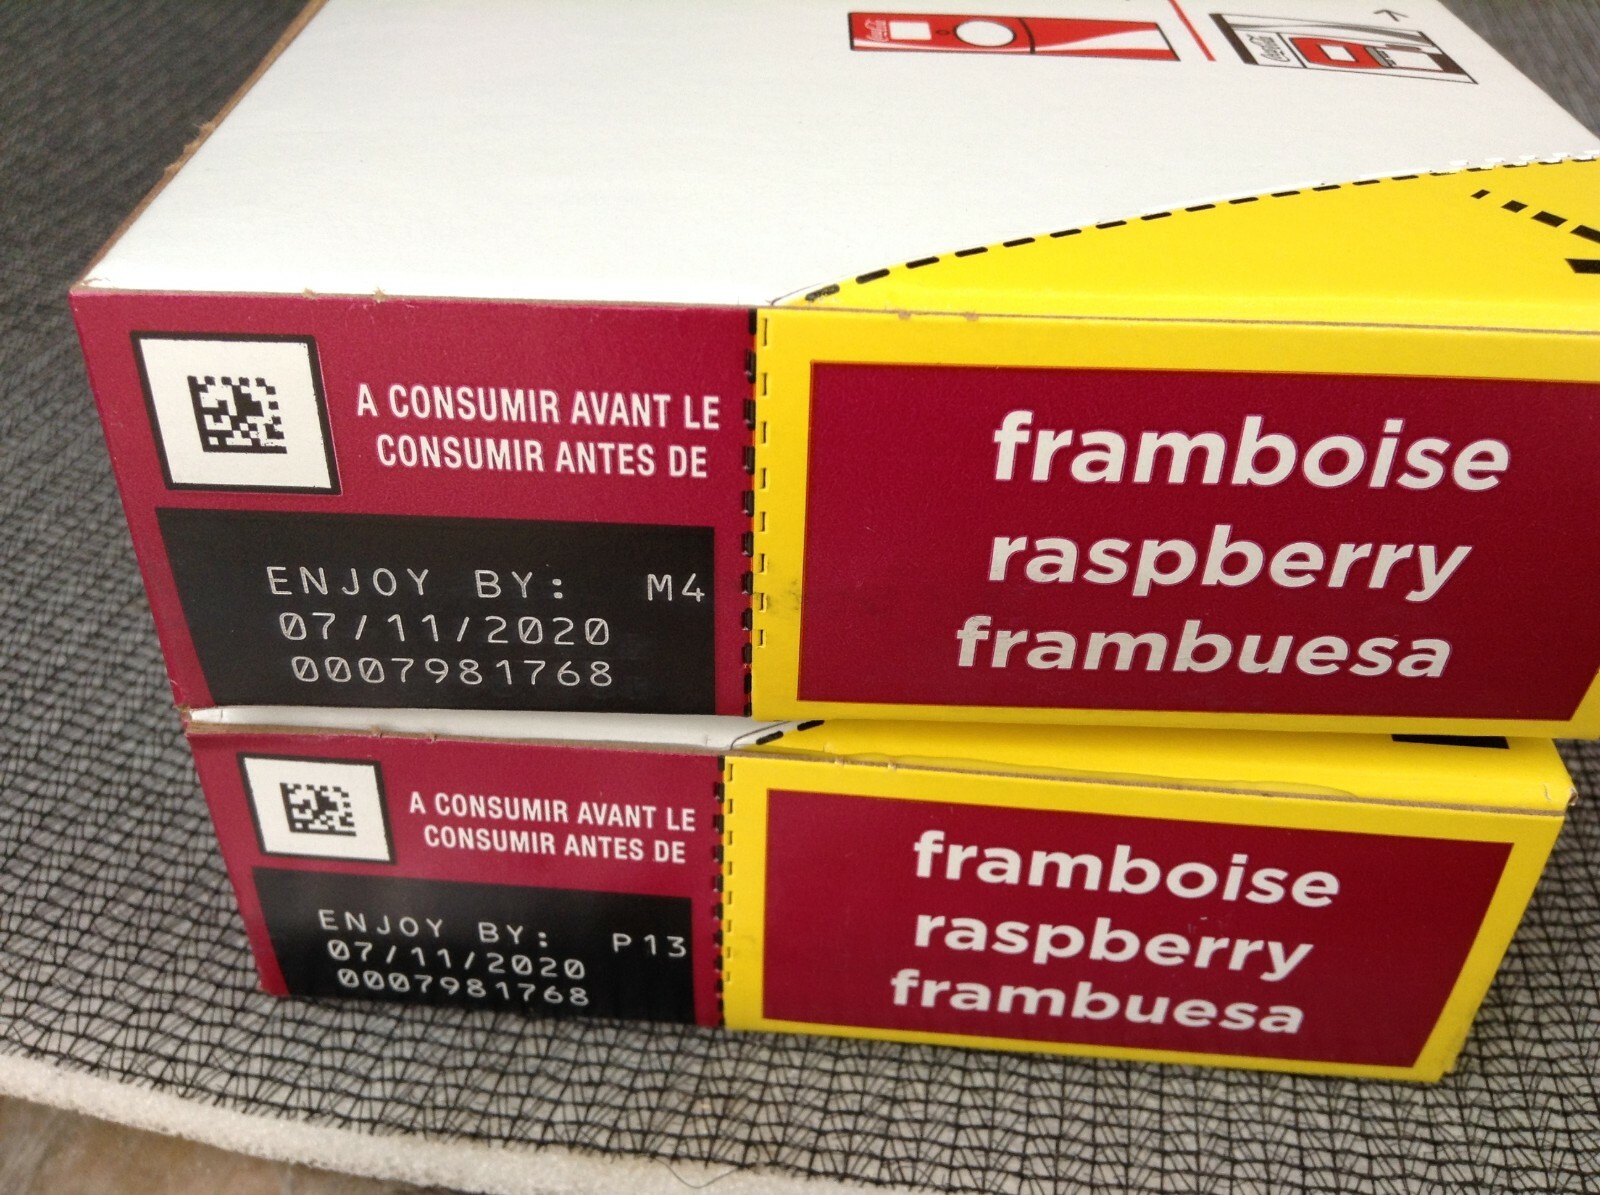 A CONSUMIR AVANT LE
CONSUMIR ANTES DE
ENJOY BY: M4
07/11/2020
0007981768
framboise
raspberry
frambuesa
A CONSUMIR AVANT LE
CONSUMIR ANTES DE
ENJOY BY: P13
07/11/2020
0007981768
framboise
raspberry
frambuesa